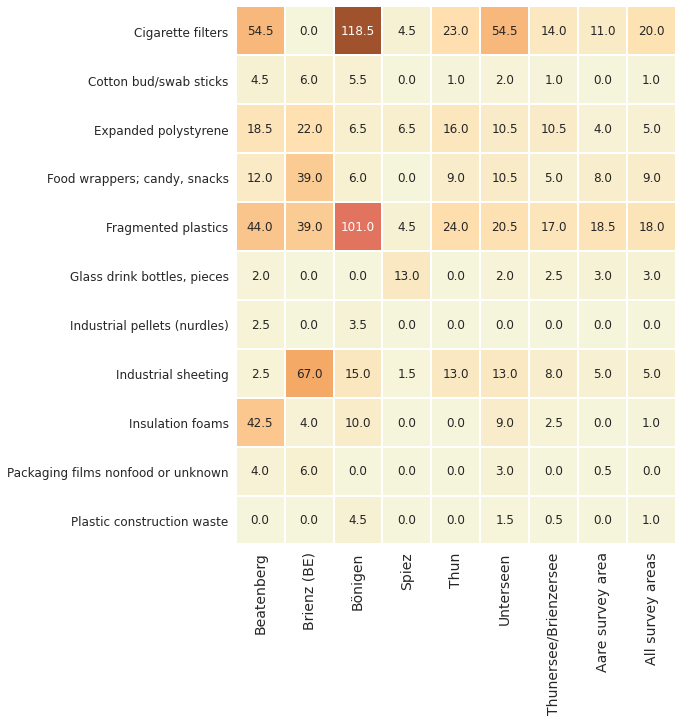 Cigarette filters 54.5 0.0 118.5 4.5 23.0 54.5 14.0 11.0 20.0
Cotton bud/swab sticks 4.5 6.0 5.5 0.0 1.0 2.0 1.0 0.0 1.0
Expanded polystyrene 18.5 22.0 6.5 6.5 16.0 10.5 10.5 4.0 5.0
Food wrappers; candy, snacks 12.0 39.0 6.0 0.0 9.0 10.5 5.0 8.0 9.0
Fragmented plastics 44.0 39.0 101.0 4.5 24.0 20.5 17.0 18.5 18.0
Glass drink bottles, pieces 2.0 0.0 0.0 13.0 0.0 2.0 2.5 3.0 3.0
Industrial pellets (nurdles) 2.5 0.0 3.5 0.0 0.0 0.0 0.0 0.0 0.0
Industrial sheeting 2.5 67.0 15.0 1.5 13.0 13.0 8.0 5.0 5.0
Insulation foams 42.5 4.0 10.0 0.0 0.0 9.0 2.5 0.0 1.0
Packaging films nonfood or unknown 4.0 6.0 0.0 0.0 0.0 3.0 0.0 0.5 0.0
Plastic construction waste 0.0 0.0 4.5 0.0 0.0 1.5 0.5 0.0 1.0
Beatenberg
Brienz (BE)
Bönigen
Spiez
Thun
Unterseen
Thunersee/Brienzersee
Aare survey area
All survey areas